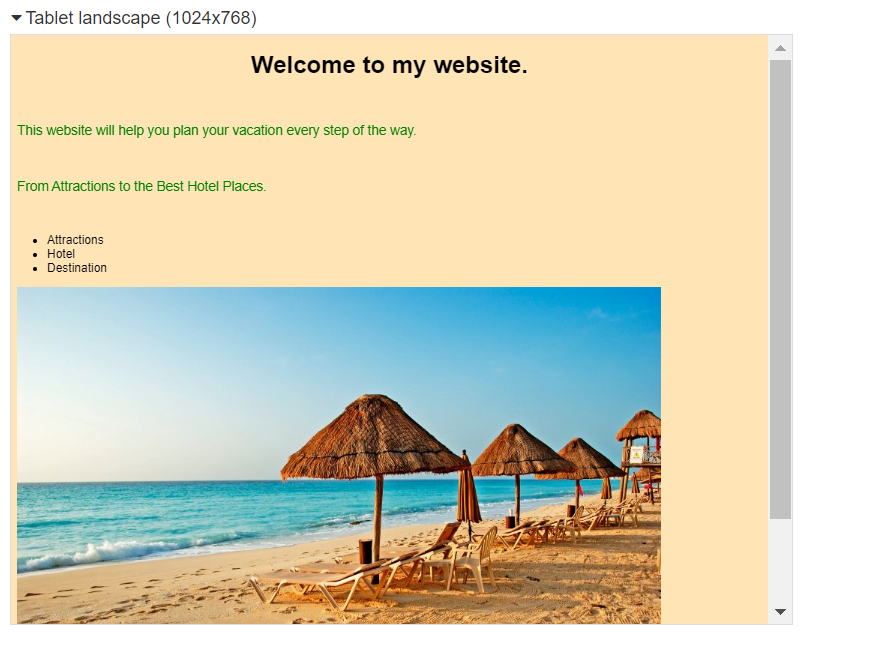 Tablet landscape (1024x768)
Welcome to my website.
This website will help you plan your vacation every step of the way.
From Attractions to the Best Hotel Places.
Attractions
Hotel
Destination